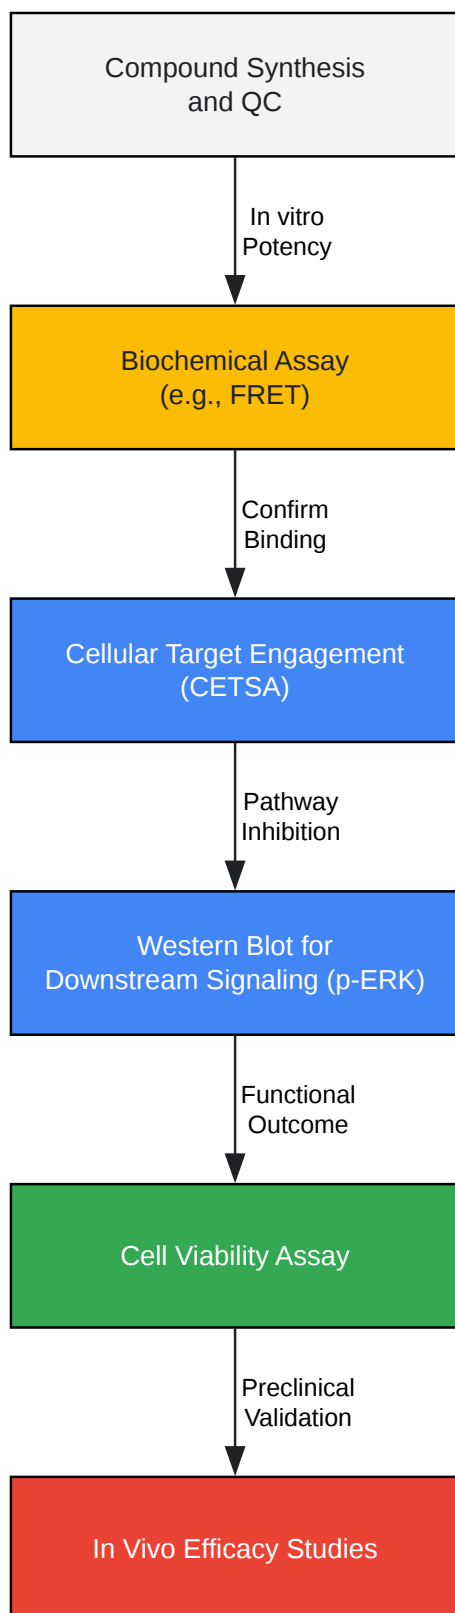 Compound Synthesis
and QC
In vitro
Potency
Biochemical Assay
(e.g., FRET)
Confirm
Binding
Cellular Target Engagement
(CETSA)
Pathway
Inhibition
Western Blot for
Downstream Signaling (p-ERK)
Functional
Outcome
Cell Viability Assay
Preclinical
Validation
In Vivo Efficacy Studies